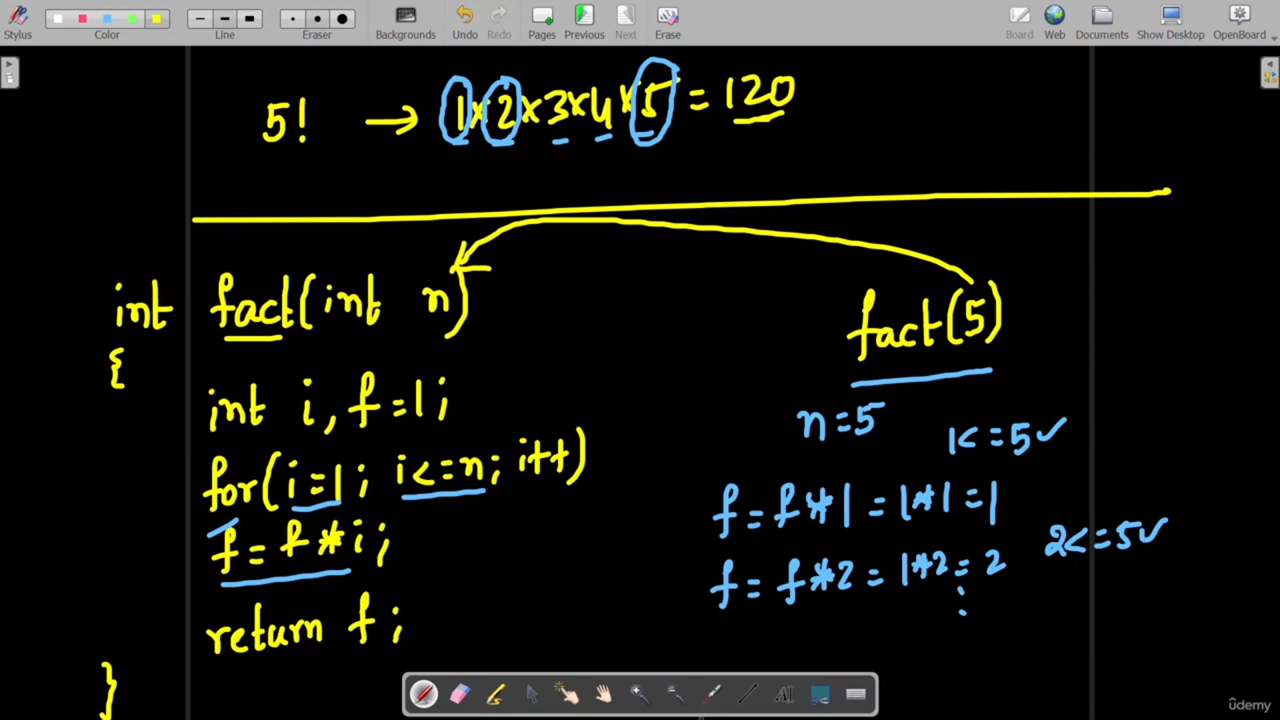 Stylus Color Line Eraser Backgrounds Undo Redo Pages Previous Next Erase Board Web Documents Show Desktop OpenBoard
5! → 1×2×3×4×5 = 120
int fact(int n)
{
int i, f=1;
for(i=1; i<=n; i++)
f = f*i;
return f;
}
fact(5)
n=5
1<=5✓
f = f*1 = 1*1 = 1
2<=5✓
f = f*2 = 1*2 = 2
⋮
AI
ûdemy